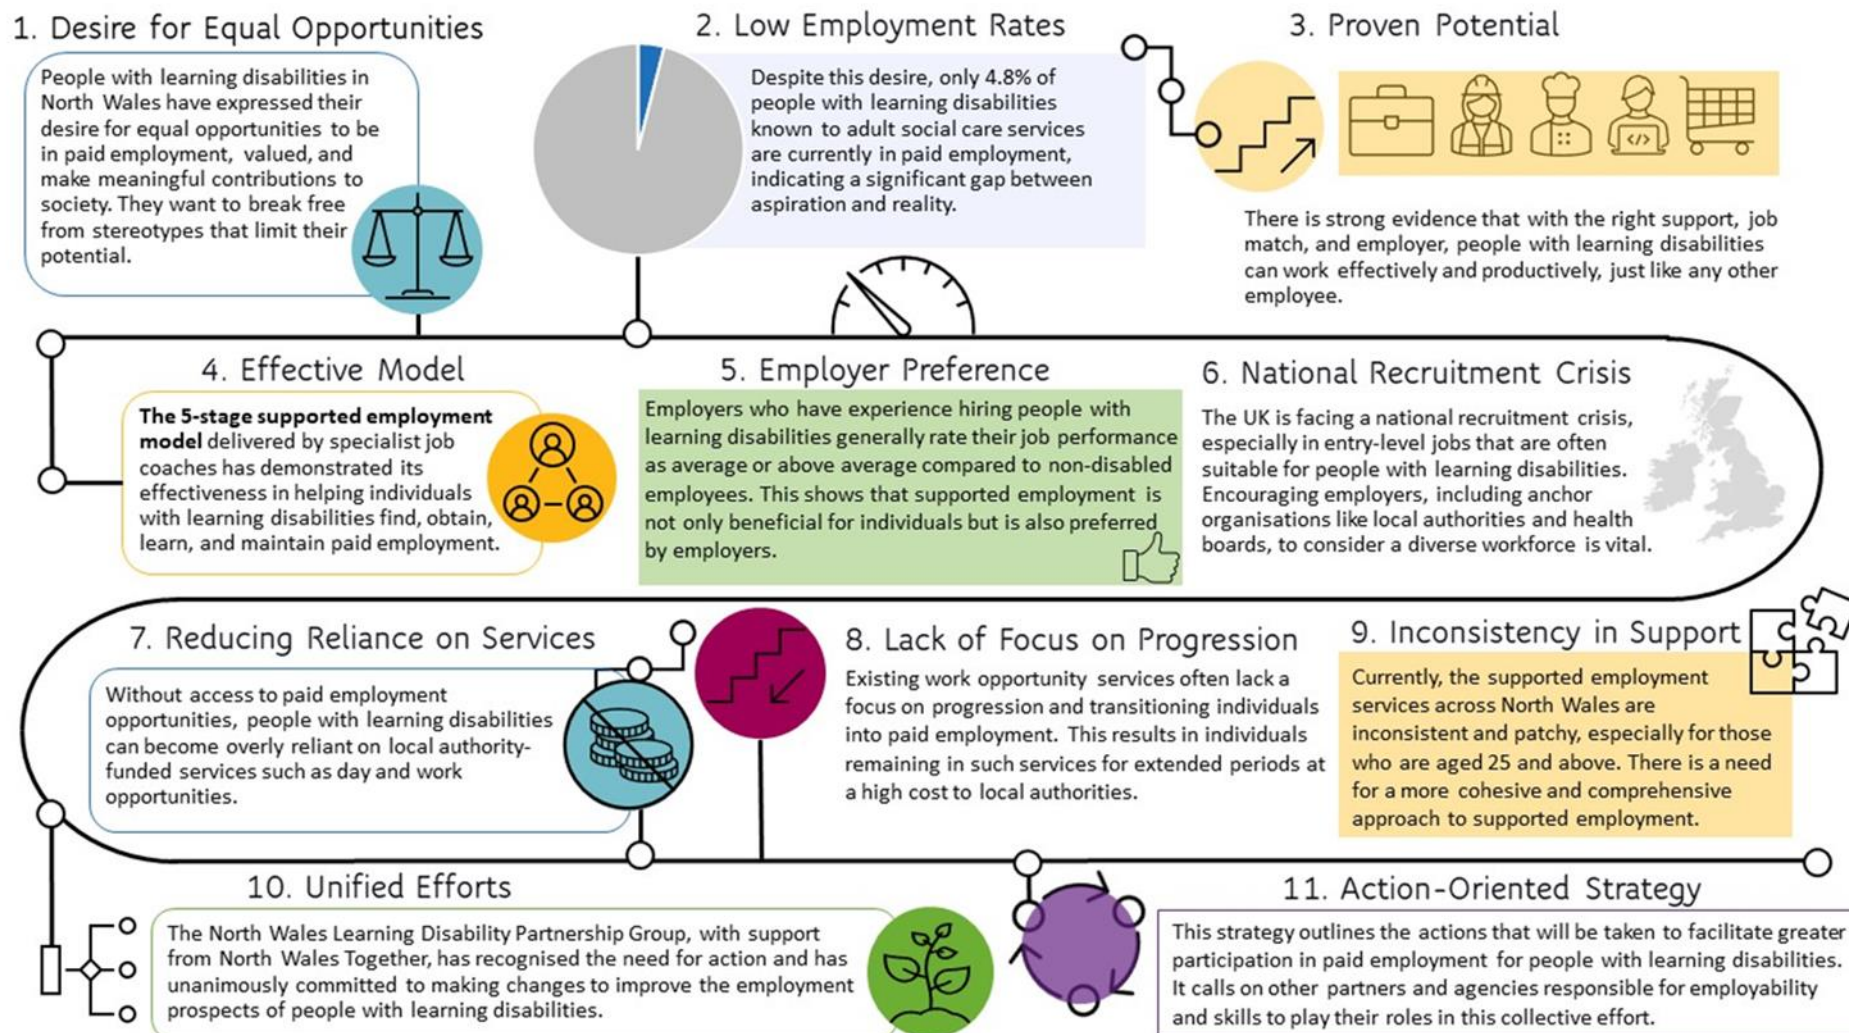 1. Desire for Equal Opportunities
People with learning disabilities in
North Wales have expressed their
desire for equal opportunities to be
in paid employment, valued, and
make meaningful contributions to
society. They want to break free
from stereotypes that limit their
potential.
2. Low Employment Rates
Despite this desire, only 4.8% of
people with learning disabilities
known to adult social care services
are currently in paid employment,
indicating a significant gap between
aspiration and reality.
3. Proven Potential
</>
There is strong evidence that with the right support, job
match, and employer, people with learning disabilities
can work effectively and productively, just like any other
employee.
4. Effective Model
The 5-stage supported employment
model delivered by specialist job
coaches has demonstrated its
effectiveness in helping individuals
with learning disabilities find, obtain,
learn, and maintain paid employment.
5. Employer Preference
Employers who have experience hiring people with
learning disabilities generally rate their job performance
as average or above average compared to non-disabled
employees. This shows that supported employment is
not only beneficial for individuals but is also preferred
by employers.
6. National Recruitment Crisis
The UK is facing a national recruitment crisis,
especially in entry-level jobs that are often
suitable for people with learning disabilities.
Encouraging employers, including anchor
organisations like local authorities and health
boards, to consider a diverse workforce is vital.
7. Reducing Reliance on Services
Without access to paid employment
opportunities, people with learning disabilities
can become overly reliant on local authority-
funded services such as day and work
opportunities.
8. Lack of Focus on Progression
Existing work opportunity services often lack a
focus on progression and transitioning individuals
into paid employment. This results in individuals
remaining in such services for extended periods at
a high cost to local authorities.
9. Inconsistency in Support
Currently, the supported employment
services across North Wales are
inconsistent and patchy, especially for those
who are aged 25 and above. There is a need
for a more cohesive and comprehensive
approach to supported employment.
10. Unified Efforts
The North Wales Learning Disability Partnership Group, with support
from North Wales Together, has recognised the need for action and has
unanimously committed to making changes to improve the employment
prospects of people with learning disabilities.
11. Action-Oriented Strategy
This strategy outlines the actions that will be taken to facilitate greater
participation in paid employment for people with learning disabilities.
It calls on other partners and agencies responsible for employability
and skills to play their roles in this collective effort.